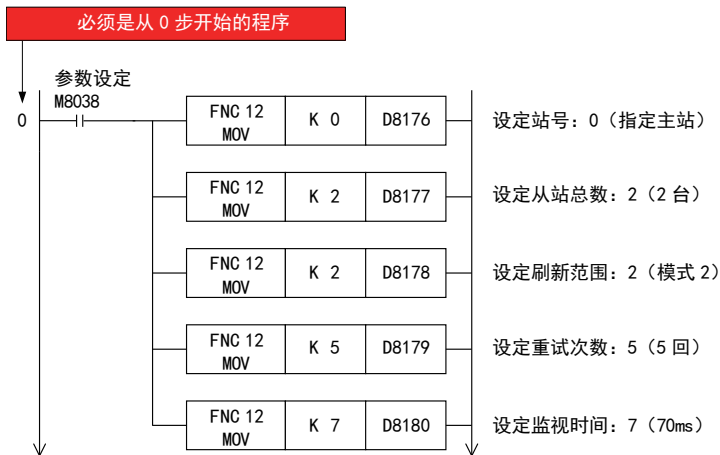 必须是从 0 步开始的程序
参数设定
M8038
0
FNC 12
MOV
K 0
D8176
设定站号：0（指定主站）
FNC 12
MOV
K 2
D8177
设定从站总数：2（2 台）
FNC 12
MOV
K 2
D8178
设定刷新范围：2（模式 2）
FNC 12
MOV
K 5
D8179
设定重试次数：5（5 回）
FNC 12
MOV
K 7
D8180
设定监视时间：7（70ms）